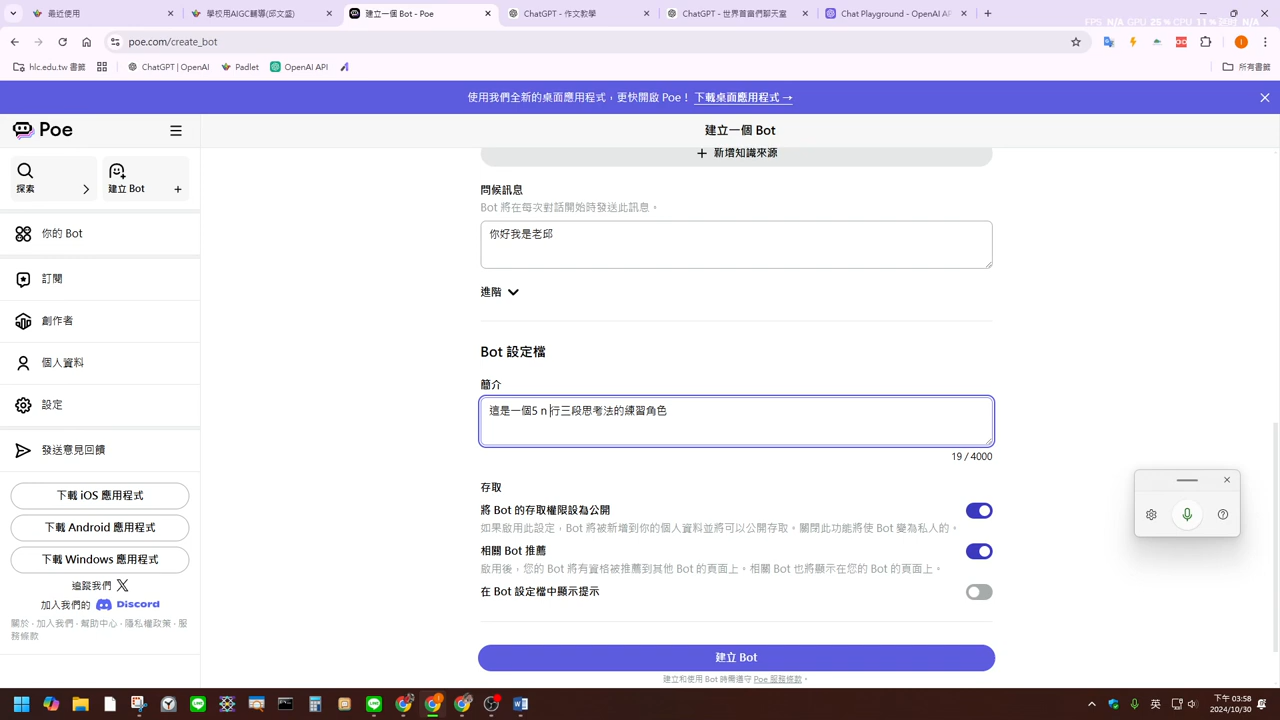 最近使用
學校用AIGC輔導(邱文盛)
建立一個 Bot - Poe
ChatGPT - 作文教學
ChatGPT - 世界首富們聊天室
Chat Playground - OpenAI AP
FPS N/A GPU 26 % CPU 11 % 延遲 N/A
poe.com/create_bot
hlc.edu.tw 書籤
ChatGPT | OpenAI
Padlet
OpenAI API
所有書籤
使用我們全新的桌面應用程式，更快開啟 Poe！ 下載桌面應用程式 →
Poe
建立一個 Bot
探索
建立 Bot
+ 新增知識來源
你的 Bot
訂閱
創作者
個人資料
設定
發送意見回饋
下載 iOS 應用程式
下載 Android 應用程式
下載 Windows 應用程式
追蹤我們
加入我們的 Discord
關於 · 加入我們 · 幫助中心 · 隱私權政策 · 服務條款
問候訊息
Bot 將在每次對話開始時發送此訊息。
你好我是老邱
進階
Bot 設定檔
簡介
這是一個5 n 行三段思考法的練習角色
19 / 4000
存取
將 Bot 的存取權限設為公開
如果啟用此設定，Bot 將被新增到你的個人資料並將可以公開存取。關閉此功能將使 Bot 變為私人的。
相關 Bot 推薦
啟用後，您的 Bot 將有資格被推薦到其他 Bot 的頁面上。相關 Bot 也將顯示在您的 Bot 的頁面上。
在 Bot 設定檔中顯示提示
建立 Bot
建立和使用 Bot 時需遵守 Poe 服務條款。
英
下午 03:58
2024/10/30